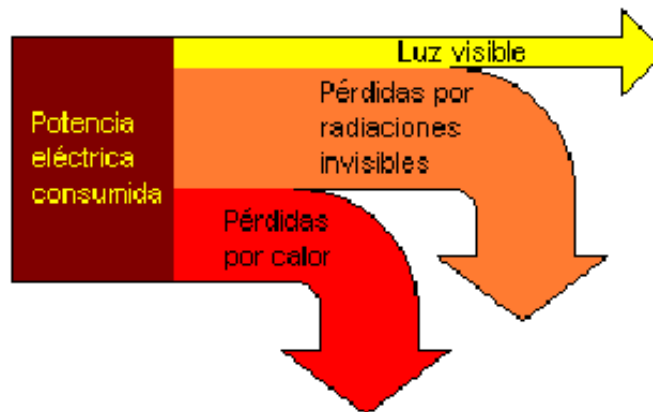 Luz visible
Potencia
eléctrica
consumida
Pérdidas por
radiaciones
invisibles
Pérdidas
por calor